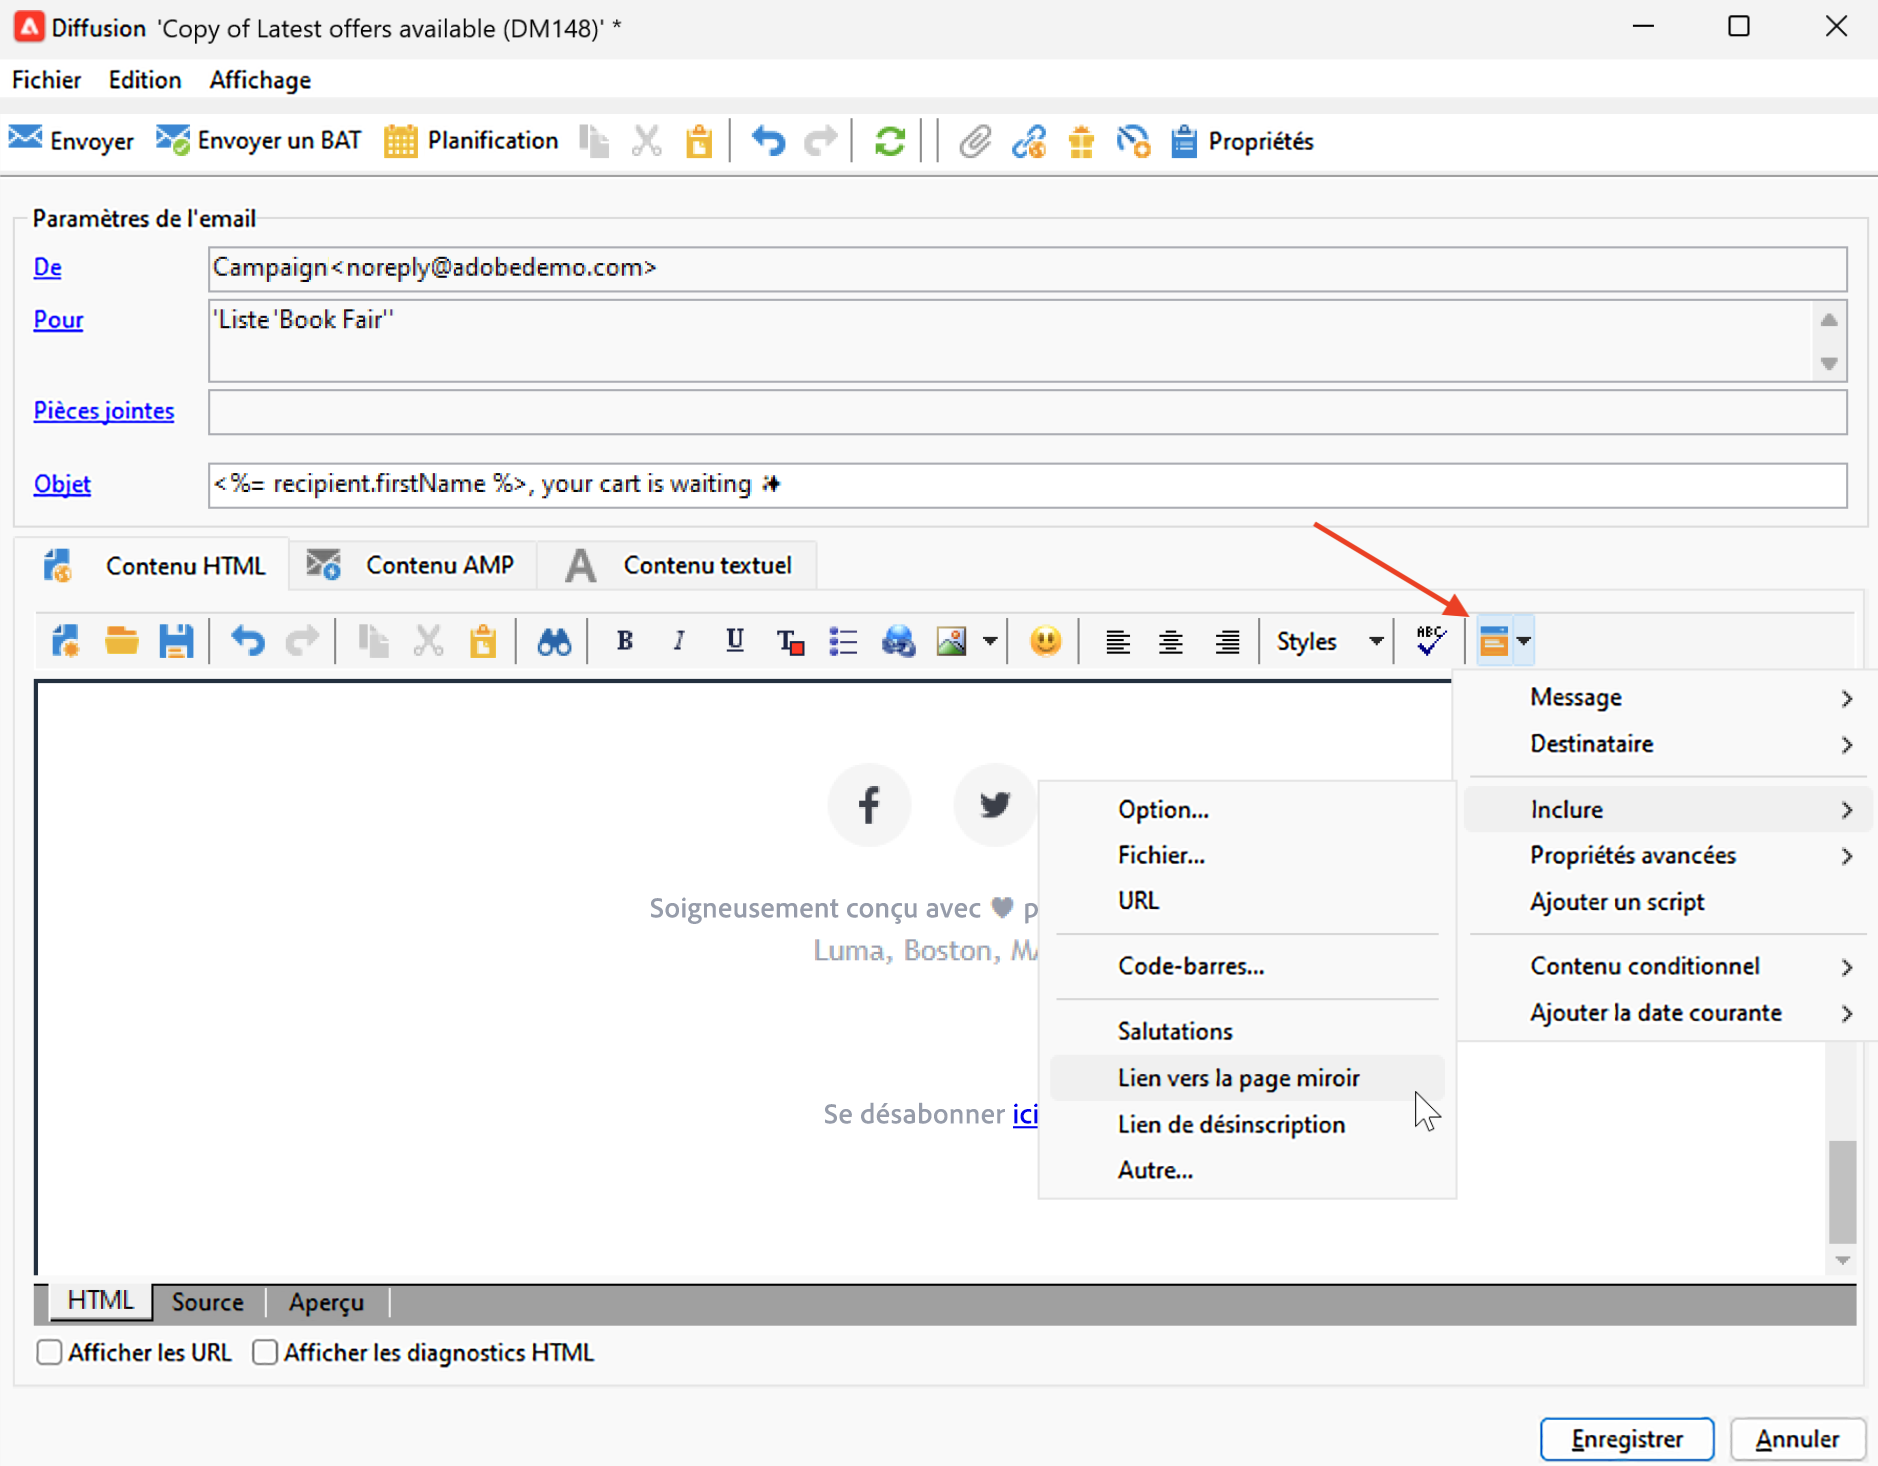 Diffusion 'Copy of Latest offers available (DM148)' *
Fichier Edition Affichage
Envoyer Envoyer un BAT Planification Propriétés
Paramètres de l'email
De Campaign<noreply@adobedemo.com>
Pour 'Liste 'Book Fair''
Pièces jointes
Objet <%= recipient.firstName %>, your cart is waiting ✨
Contenu HTML Contenu AMP Contenu textuel
B I U T Styles ABC
Message
Destinataire
Inclure
Propriétés avancées
Ajouter un script
Contenu conditionnel
Ajouter la date courante
Option...
Fichier...
URL
Code-barres...
Salutations
Lien vers la page miroir
Lien de désinscription
Autre...
Soigneusement conçu avec ♥ p
Luma, Boston, MA
Se désabonner ici
HTML Source Aperçu
Afficher les URL Afficher les diagnostics HTML
Enregistrer Annuler